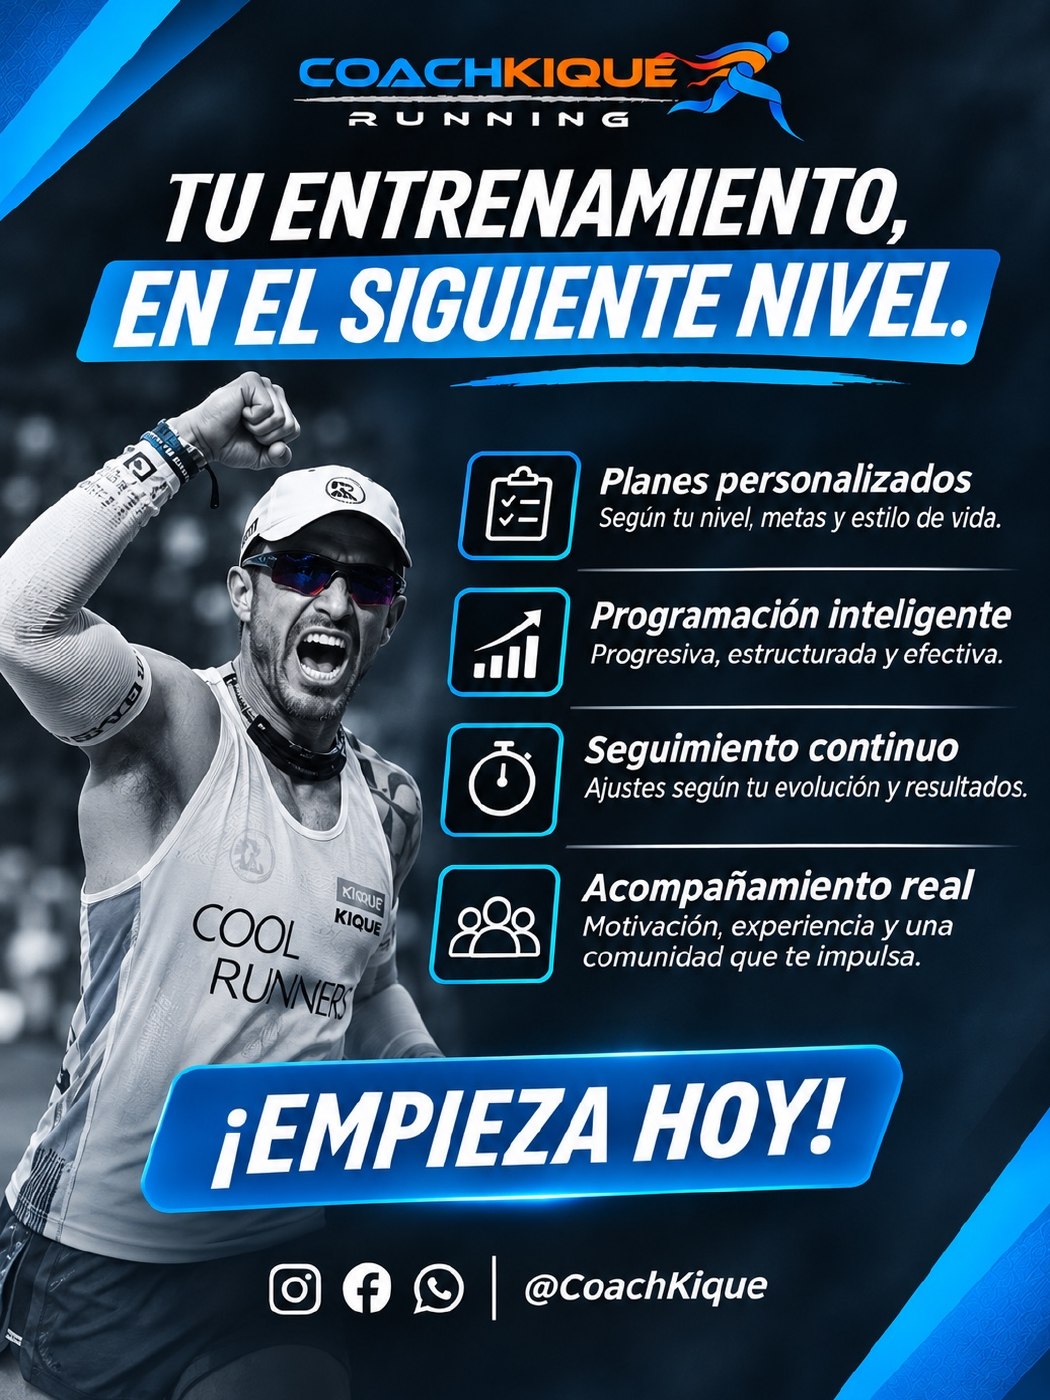 COACHKIQUE
RUNNING
TU ENTRENAMIENTO,
EN EL SIGUIENTE NIVEL.
Planes personalizados
Según tu nivel, metas y estilo de vida.
Programación inteligente
Progresiva, estructurada y efectiva.
Seguimiento continuo
Ajustes según tu evolución y resultados.
Acompañamiento real
Motivación, experiencia y una
comunidad que te impulsa.
KIQUE
KIQUE
COOL
RUNNERS
¡EMPIEZA HOY!
@CoachKique